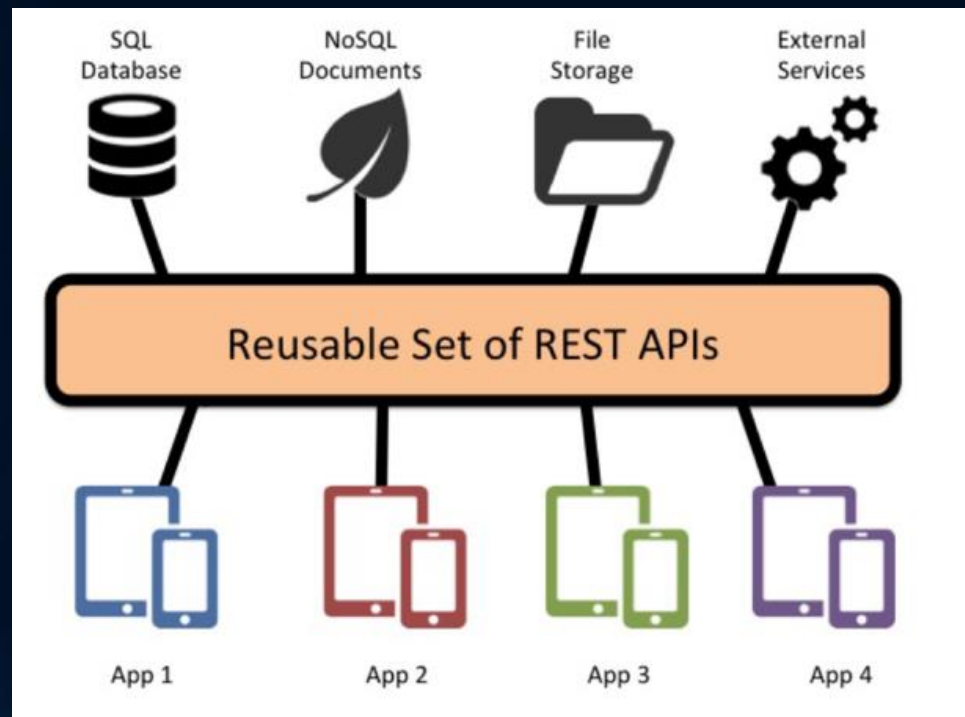 SQL
Database
NoSQL
Documents
File
Storage
External
Services
Reusable Set of REST APIs
App 1
App 2
App 3
App 4